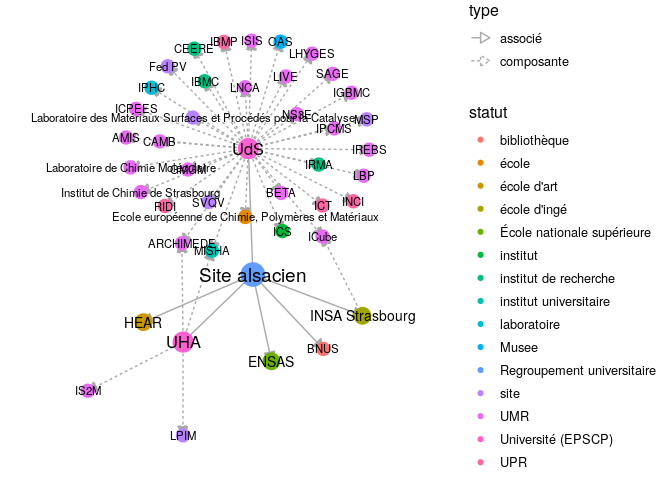 type
associé
composante
statut
bibliothèque
école
école d'art
école d'ingé
École nationale supérieure
institut
institut de recherche
institut universitaire
laboratoire
Musee
Regroupement universitaire
site
UMR
Université (EPSCP)
UPR
IBMP
ISIS
OAS
CEERE
LHYGES
Fed PV
LIVE
SAGE
IPHC
IBMC
LNCA
IGBMC
ICPEES
NS3E
Laboratoire des Matériaux Surfaces et Procédés pour la Catalyse
MSP
IPCMS
AMIS
CAMB
UdS
IREBS
Laboratoire de Chimie Moléculaire
IRMA
LBP
Institut de Chimie de Strasbourg
BETA
RIDI
SVQV
ICT
INCI
Ecole européenne de Chimie, Polymères et Matériaux
ICS
ICube
ARCHIMEDE
MISHA
Site alsacien
HEAR
INSA Strasbourg
UHA
BNUS
ENSAS
IS2M
LPIM